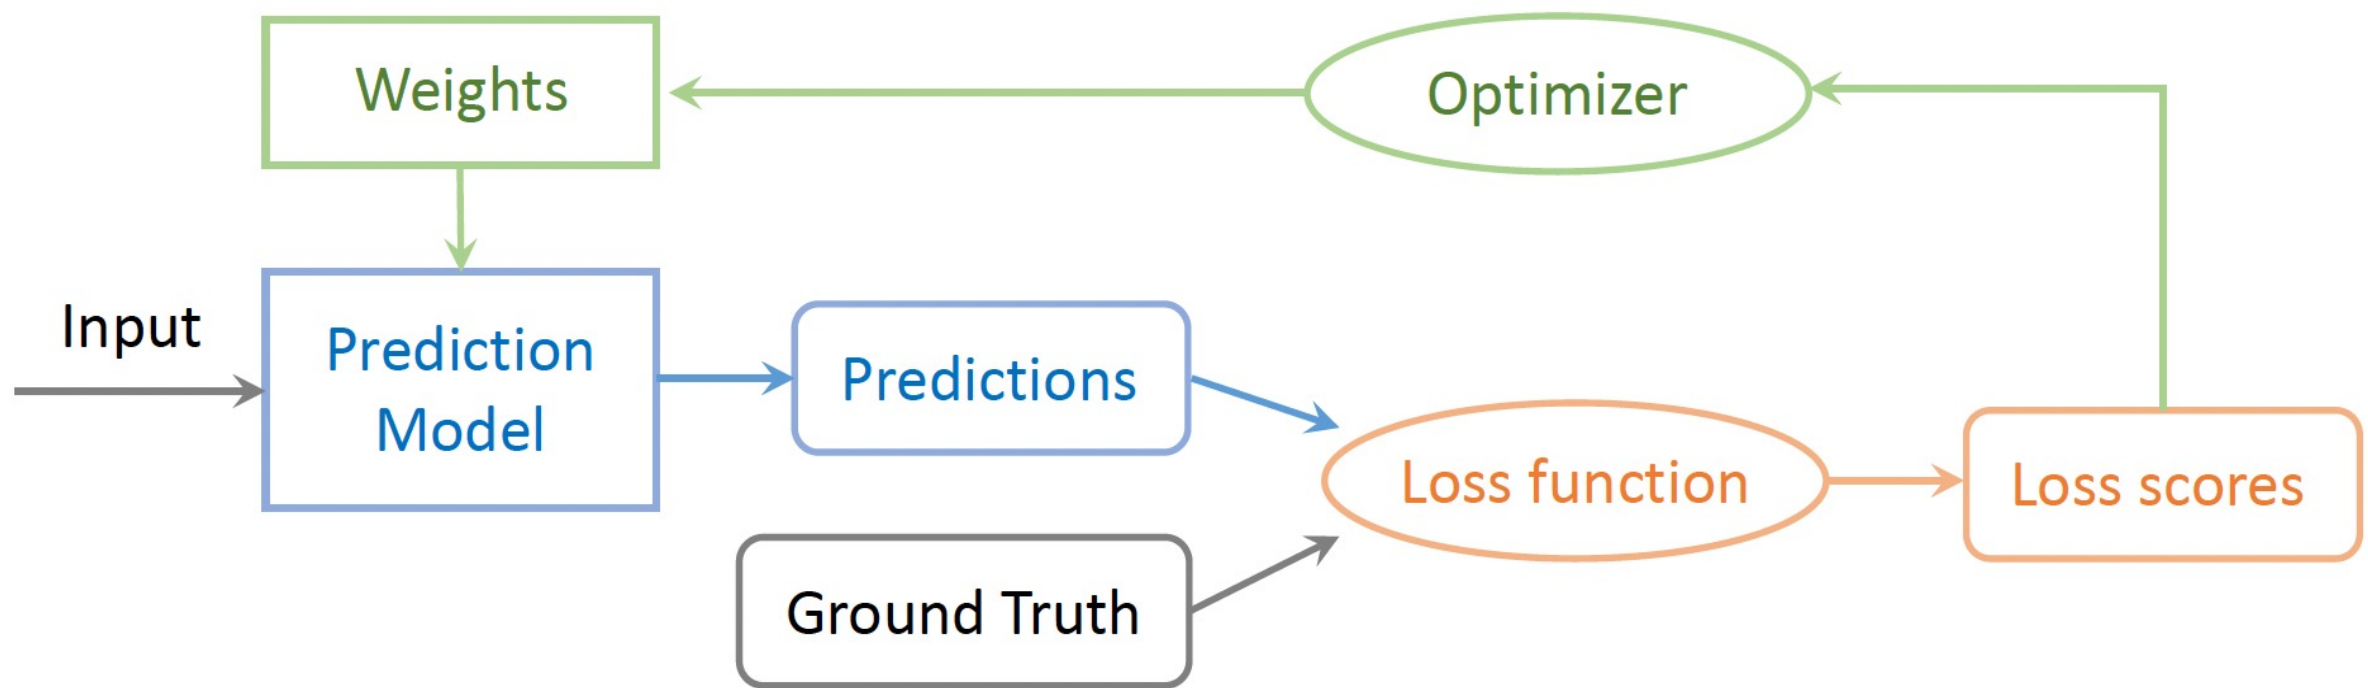 Weights
Optimizer
Input
Prediction
Model
Predictions
Loss function
Loss scores
Ground Truth